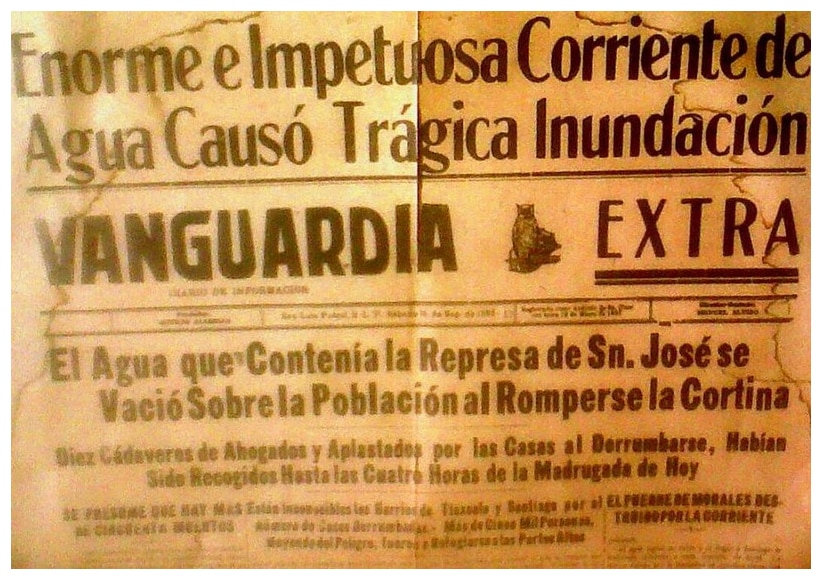 Enorme e Impetuosa Corriente de
Agua Causó Trágica Inundación
VANGUARDIA
EXTRA
DIARIO DE INFORMACION
El Agua que Contenía la Represa de Sn. José se
Vació Sobre la Población al Romperse la Cortina
Diez Cádaveres de Ahogados y Aplastados por las Casas al Derrumbarse, Habían
Sido Recogidos Hasta las Cuatro Horas de la Madrugada de Hoy
SE PRESUME QUE HAY MAS
DE CINCUENTA MUERTOS
Están los Barrios de Tlaxcala y Santiago por el
Número de Casas Derrumbadas.- Más de Cinco Mil Personas,
Huyendo del Peligro, fueron a Refugiarse a las Partes Altas
EL PUENTE DE MORALES DES-
TRUIDO POR LA CORRIENTE